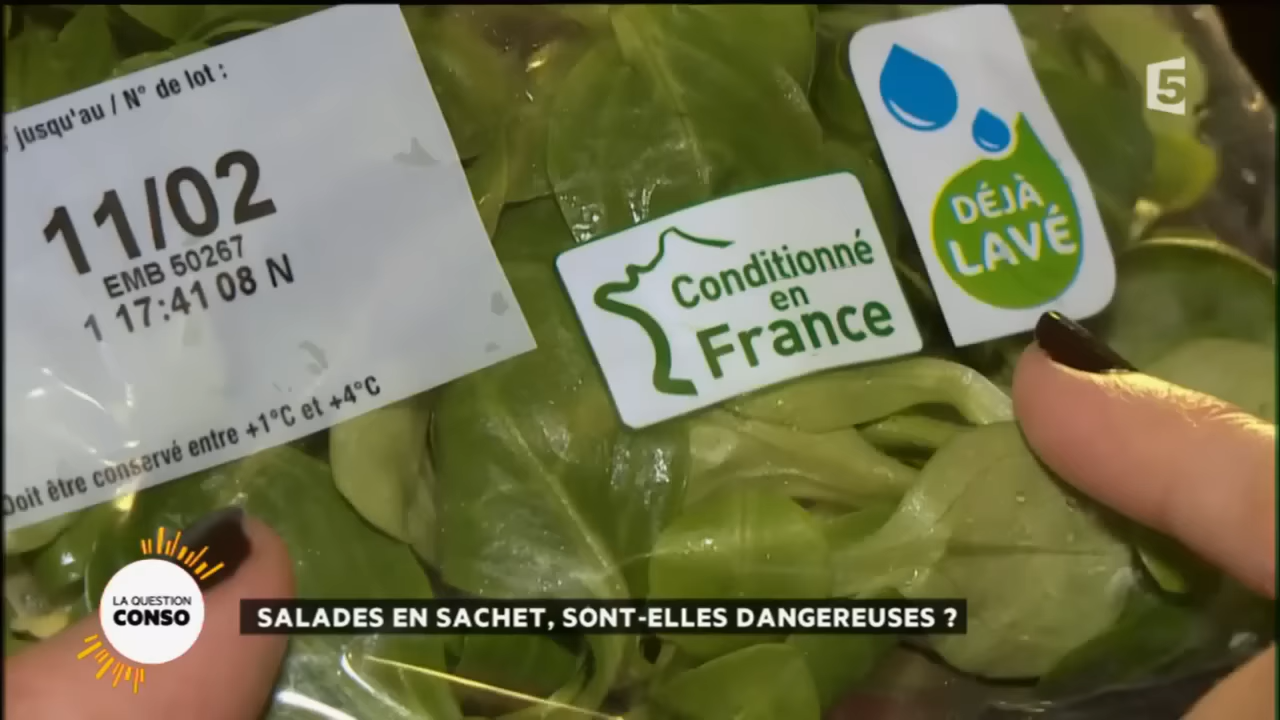 jusqu'au / N° de lot :
11/02
EMB 50267
1 17:41 08 N
Doit être conservé entre +1°C et +4°C
Conditionné
en
France
DÉJÀ
LAVÉ
5
LA QUESTION
CONSO
SALADES EN SACHET, SONT-ELLES DANGEREUSES ?